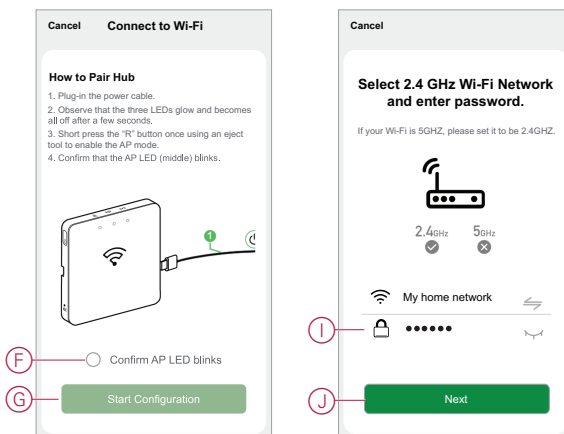 Cancel Connect to Wi-Fi
How to Pair Hub
1. Plug-in the power cable.
2. Observe that the three LEDs glow and becomes
all off after a few seconds.
3. Short press the “R” button once using an eject
tool to enable the AP mode.
4. Confirm that the AP LED (middle) blinks.
1
F
Confirm AP LED blinks
G
Start Configuration
Cancel
Select 2.4 GHz Wi-Fi Network
and enter password.
If your Wi-Fi is 5GHZ, please set it to be 2.4GHZ.
2.4GHz 5GHz
My home network
I
●●●●●●
J
Next